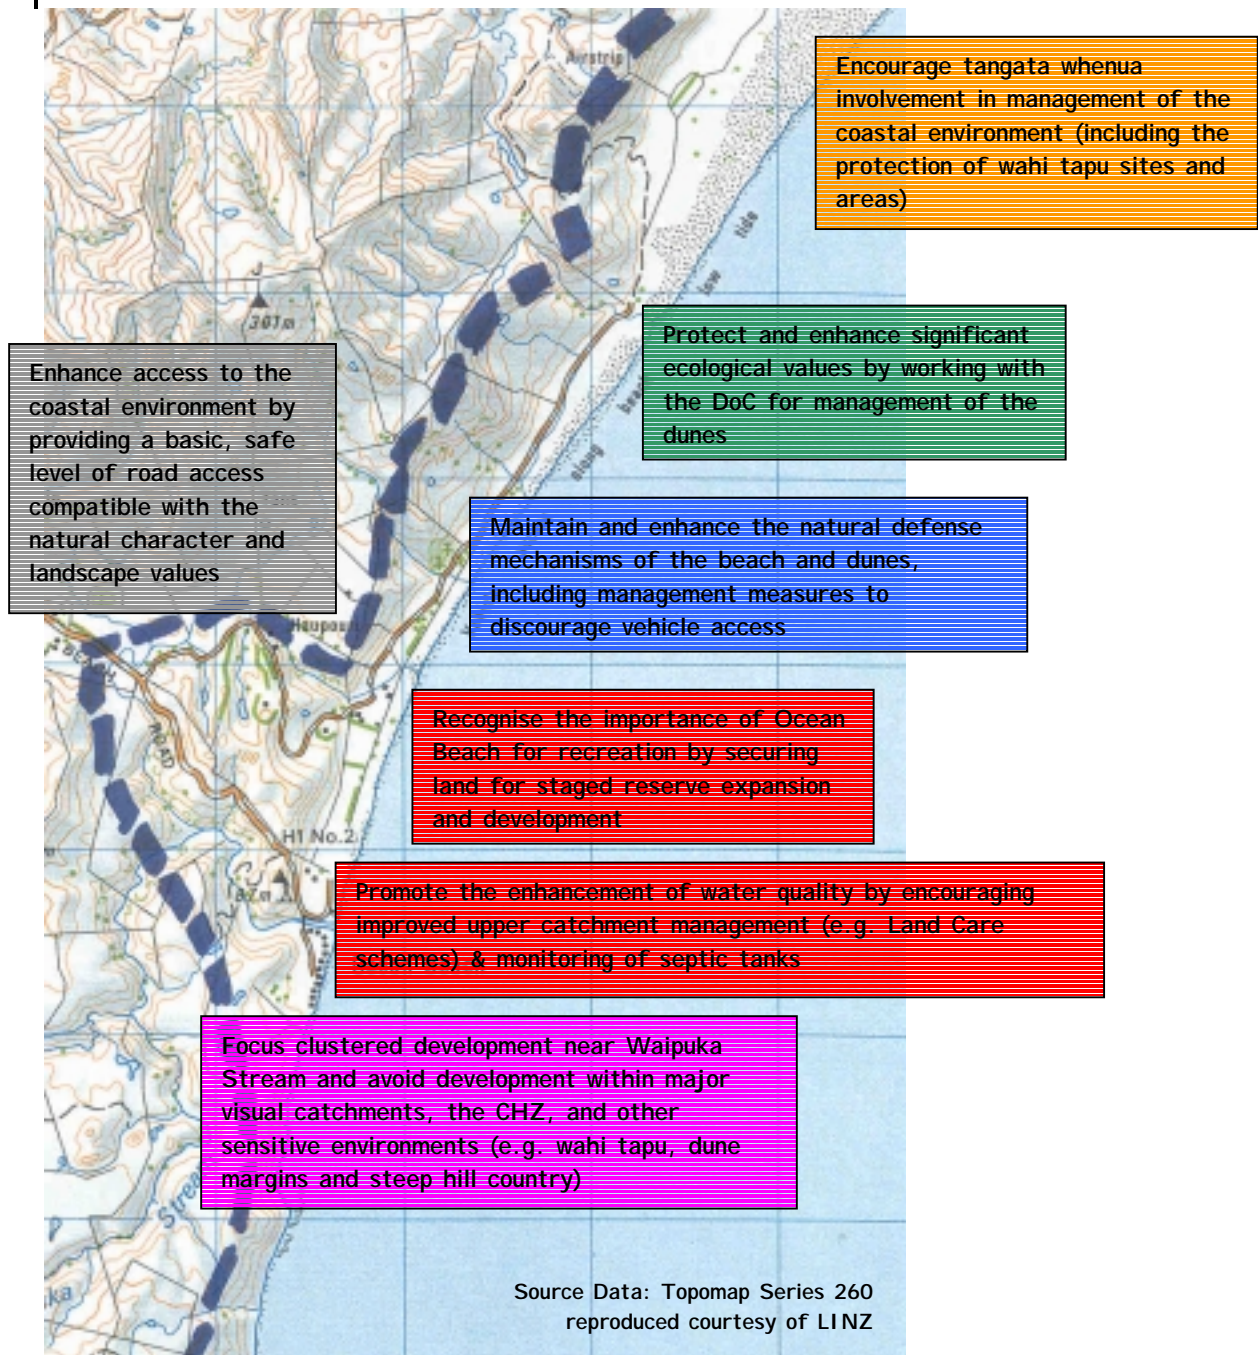 Airstrip
Encourage tangata whenua
involvement in management of the
coastal environment (including the
protection of wahi tapu sites and
areas)
tide
low
J
301m
Protect and enhance significant
ecological values by working with
the DoC for management of the
dunes
Enhance access to the
coastal environment by
providing a basic, safe
level of road access
compatible with the
natural character and
landscape values
along
Maintain and enhance the natural defense
mechanisms of the beach and dunes,
including management measures to
discourage vehicle access
BEACH
ROAD
Recognise the importance of Ocean
Beach for recreation by securing
land for staged reserve expansion
and development
H1 No.2
Promote the enhancement of water quality by encouraging
improved upper catchment management (e.g. Land Care
schemes) & monitoring of septic tanks
Focus clustered development near Waipuka
Stream and avoid development within major
visual catchments, the CHZ, and other
sensitive environments (e.g. wahi tapu, dune
margins and steep hill country)
Source Data: Topomap Series 260
reproduced courtesy of LINZ